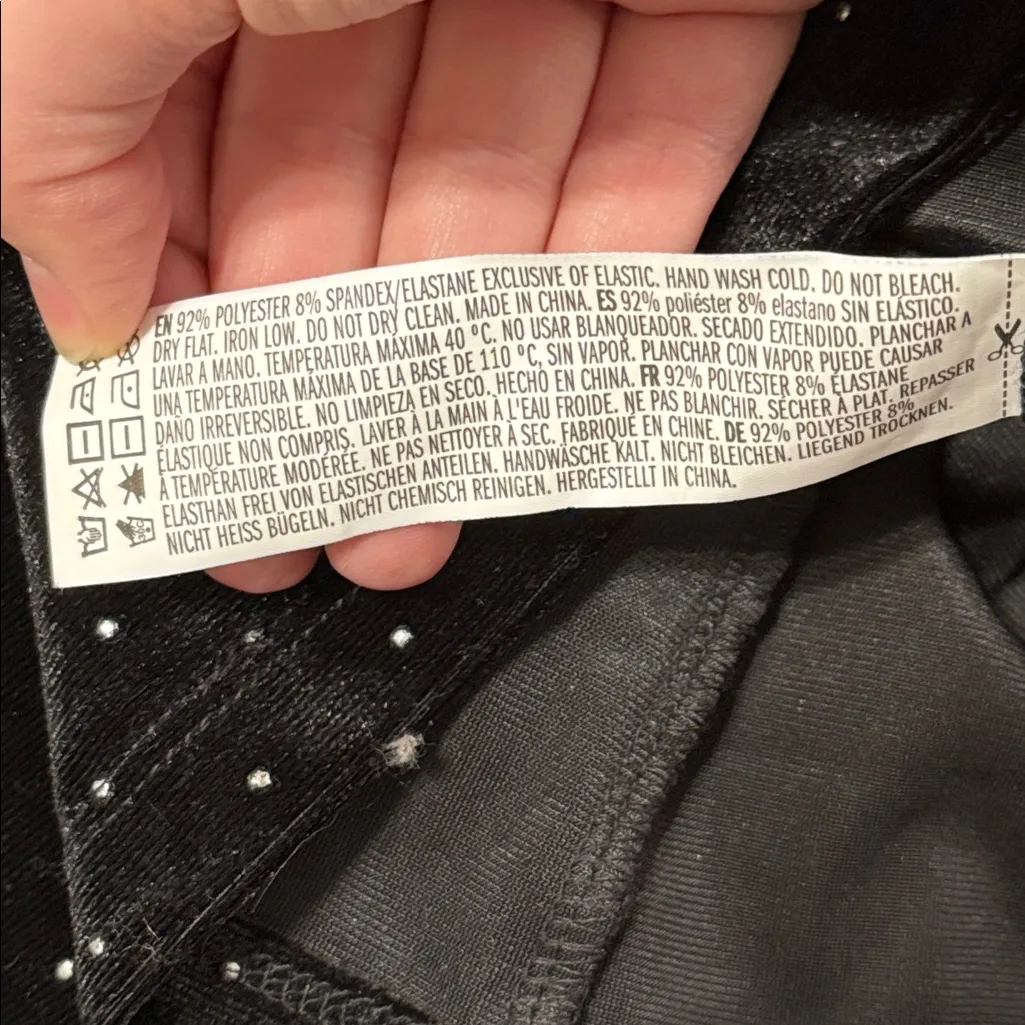 EN 92% POLYESTER 8% SPANDEX/ELASTANE EXCLUSIVE OF ELASTIC. HAND WASH COLD. DO NOT BLEACH.
DRY FLAT. IRON LOW. DO NOT DRY CLEAN. MADE IN CHINA. ES 92% poliéster 8% elastano SIN ELÁSTICO.
LAVAR A MANO. TEMPERATURA MÁXIMA 40 ºC. NO USAR BLANQUEADOR. SECADO EXTENDIDO. PLANCHAR A
UNA TEMPERATURA MÁXIMA DE LA BASE DE 110 ºC, SIN VAPOR. PLANCHAR CON VAPOR PUEDE CAUSAR
DAÑO IRREVERSIBLE. NO LIMPIEZA EN SECO. HECHO EN CHINA. FR 92% POLYESTER 8% ÉLASTANE
ÉLASTIQUE NON COMPRIS. LAVER À LA MAIN À L'EAU FROIDE. NE PAS BLANCHIR. SÉCHER À PLAT. REPASSER
À TEMPÉRATURE MODÉRÉE. NE PAS NETTOYER À SEC. FABRIQUÉ EN CHINE. DE 92% POLYESTER 8%
ELASTHAN FREI VON ELASTISCHEN ANTEILEN. HANDWÄSCHE KALT. NICHT BLEICHEN. LIEGEND TROCKNEN.
NICHT HEISS BÜGELN. NICHT CHEMISCH REINIGEN. HERGESTELLT IN CHINA.